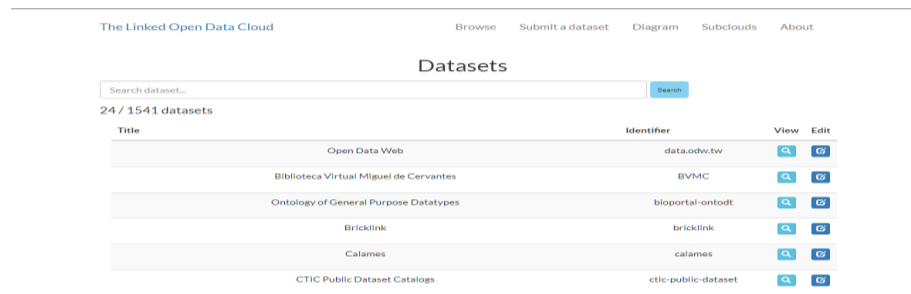 The Linked Open Data Cloud Browse Submit a dataset Diagram Subclouds About
Datasets
Search dataset... Search
24 / 1541 datasets
Title Identifier View Edit
Open Data Web data.odw.tw
Biblioteca Virtual Miguel de Cervantes BVMC
Ontology of General Purpose Datatypes bioportal-ontodt
Bricklink bricklink
Calames calames
CTIC Public Dataset Catalogs ctic-public-dataset